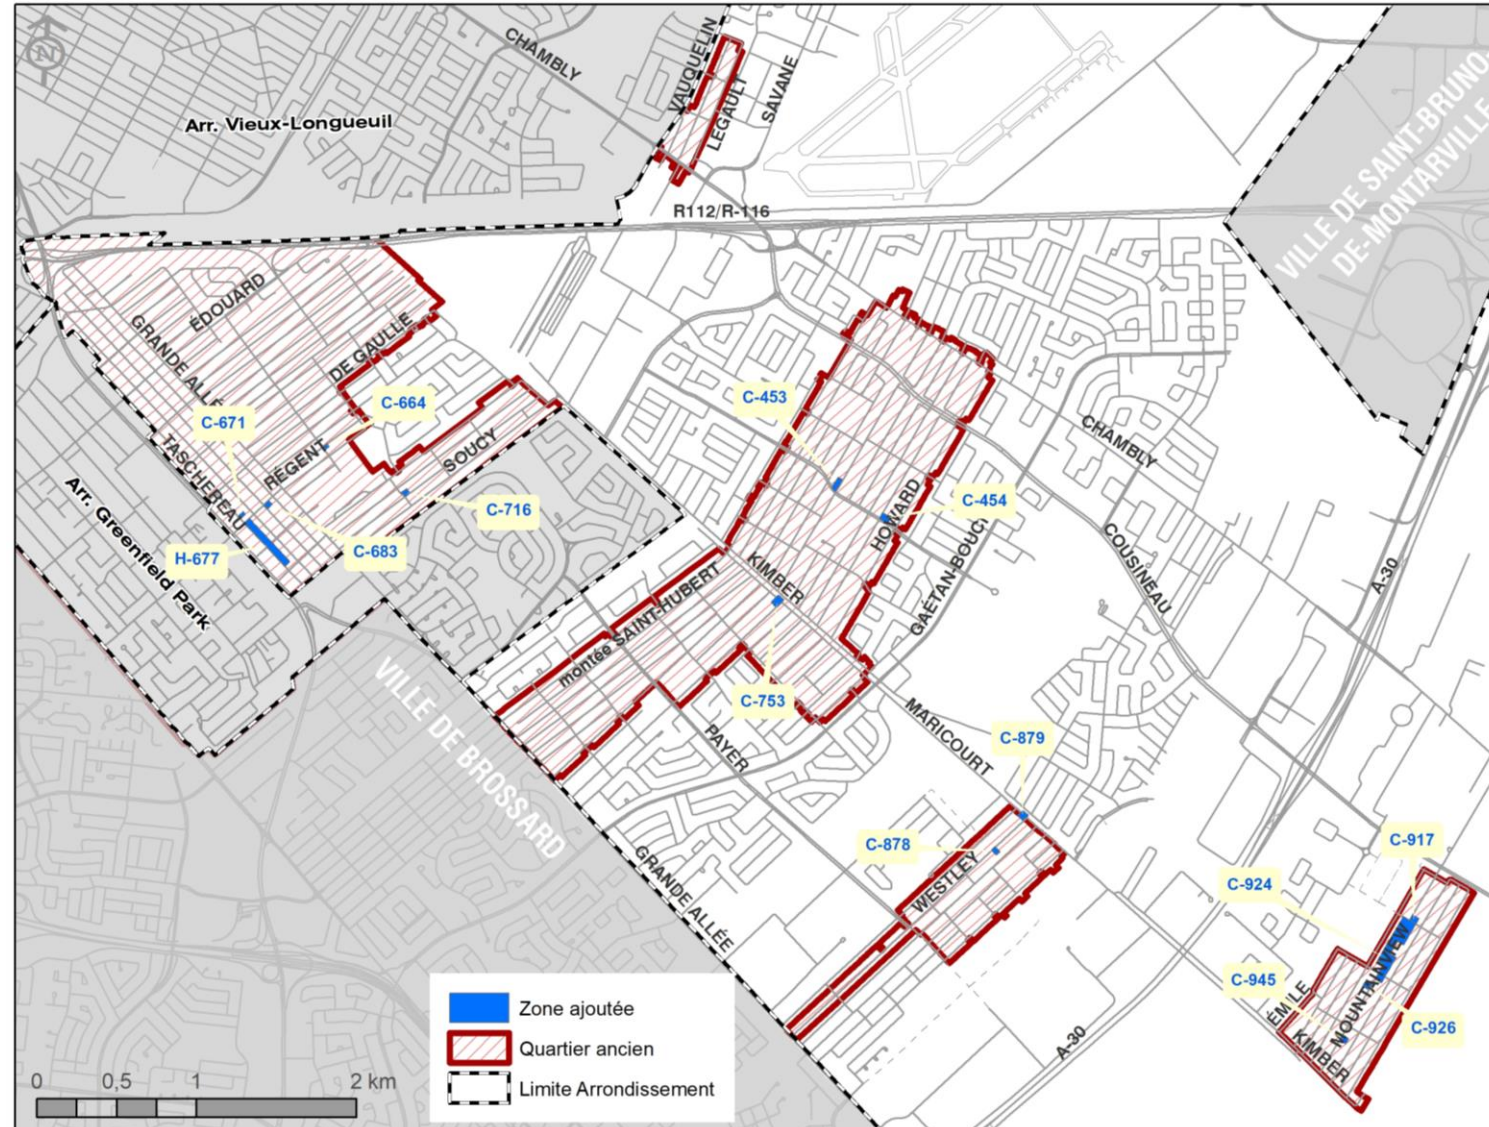 N
CHAMBLY
VAUQUELIN
LEGAULT
SAVANE
Arr. Vieux-Longueuil
VILLE DE SAINT-BRUNO-
DE-MONTARVILLE
R112/R-116
ÉDOUARD
GRANDE ALLÉE
DE GAULLE
C-664
C-671
C-453
TASCHEREAU
RÉGENT
SOUCY
CHAMBLY
Arr. Greenfield Park
C-716
C-454
HOWARD
H-677
C-683
KIMBER
GAETAN-BOUCHER
COUSINEAU
A-30
montée SAINT-HUBERT
C-753
VILLE DE BROSSARD
PAYER
MARICOURT
C-879
C-878
WESTLEY
GRANDE ALLÉE
C-917
C-924
MOUNTAINVIEW
C-945
ÉMILE
C-926
KIMBER
A-30
Zone ajoutée
Quartier ancien
Limite Arrondissement
0 0,5 1 2 km